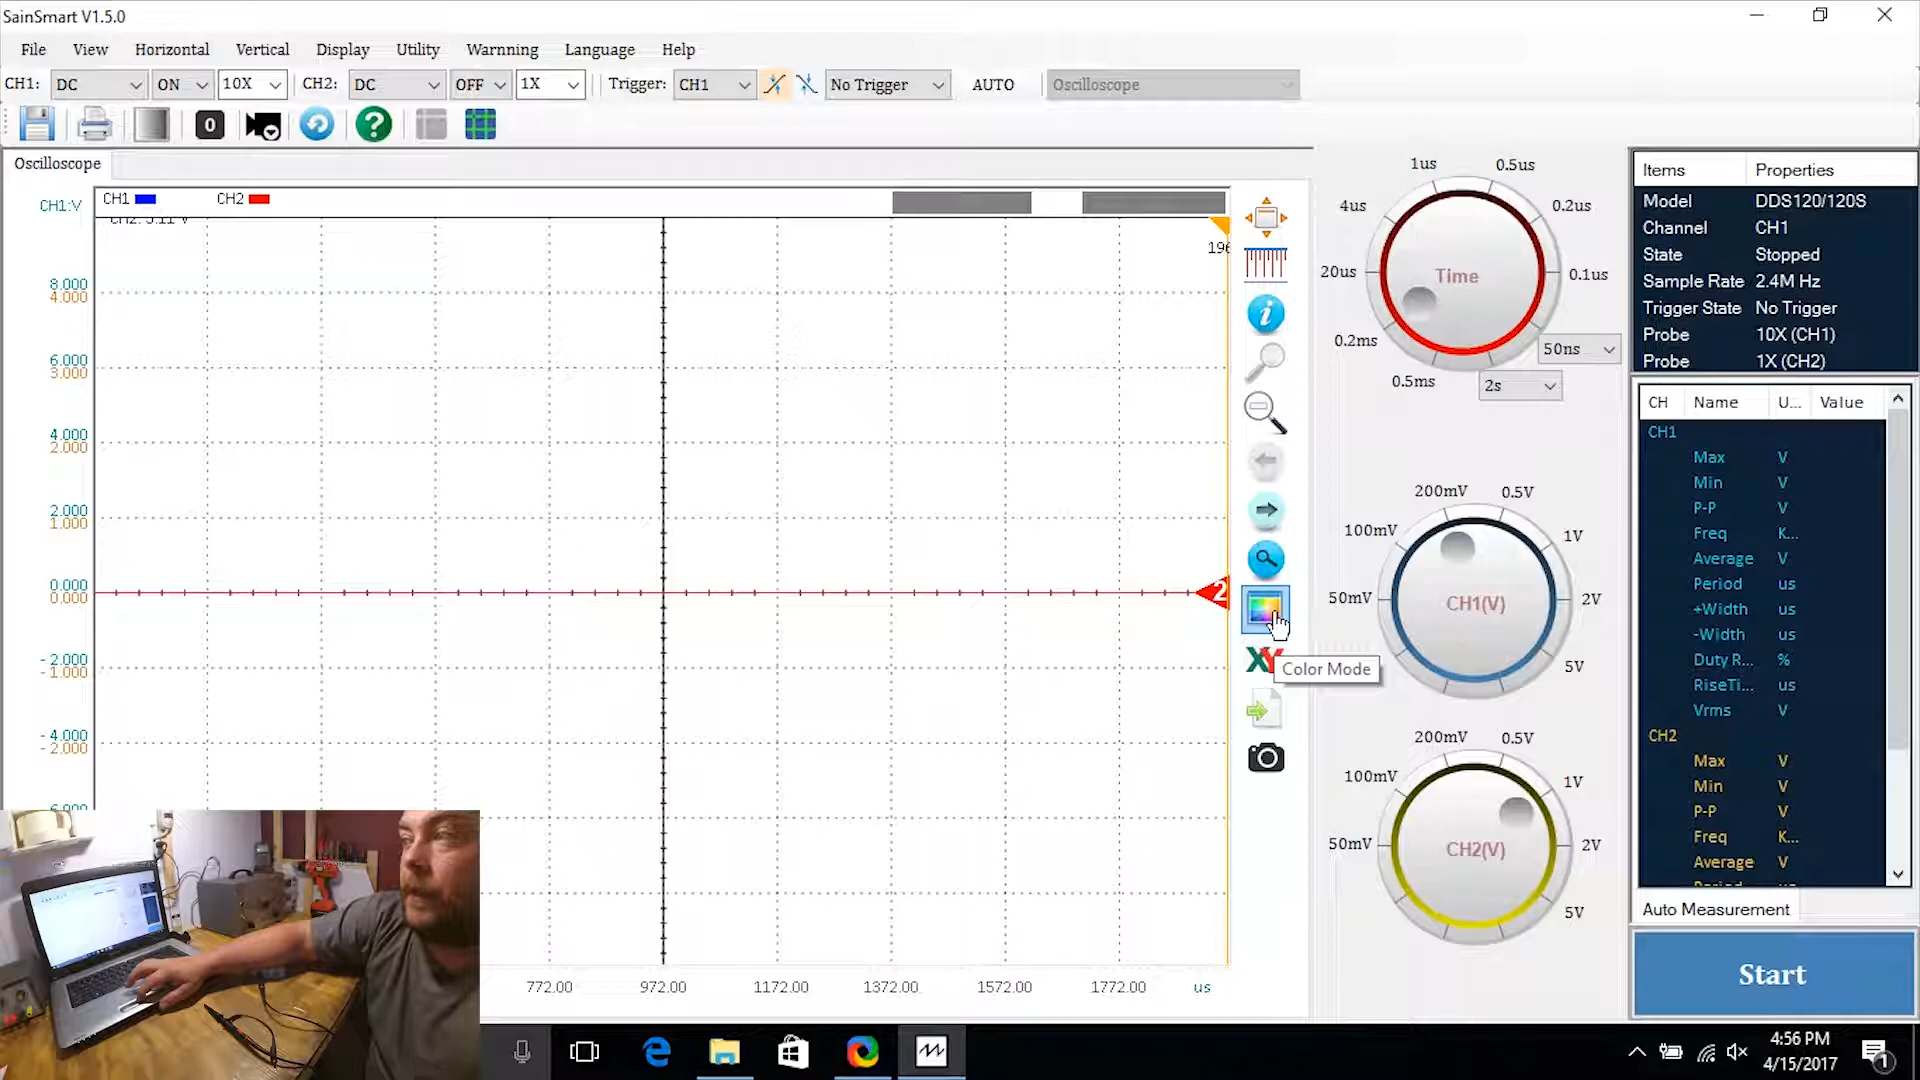 SainSmart V1.5.0
File View Horizontal Vertical Display Utility Warnning Language Help
CH1: DC ON 10X CH2: DC OFF 1X Trigger: CH1 No Trigger AUTO Oscilloscope
0
Oscilloscope
CH1:V
CH1 CH2
CH2: 5.11 V
196
8.000
4.000
6.000
3.000
4.000
2.000
2.000
1.000
0.000
0.000
2
- 2.000
- 1.000
- 4.000
- 2.000
772.00 972.00 1172.00 1372.00 1572.00 1772.00 us
XY
Color Mode
1us 0.5us
4us 0.2us
20us Time 0.1us
0.2ms 50ns
0.5ms 2s
200mV 0.5V
100mV 1V
50mV CH1(V) 2V
5V
200mV 0.5V
100mV 1V
50mV CH2(V) 2V
5V
Items Properties
Model DDS120/120S
Channel CH1
State Stopped
Sample Rate 2.4M Hz
Trigger State No Trigger
Probe 10X (CH1)
Probe 1X (CH2)
CH Name U... Value
CH1
Max V
Min V
P-P V
Freq K...
Average V
Period us
+Width us
-Width us
Duty R... %
RiseTi... us
Vrms V
CH2
Max V
Min V
P-P V
Freq K...
Average V
Auto Measurement
Start
4:56 PM
4/15/2017
1